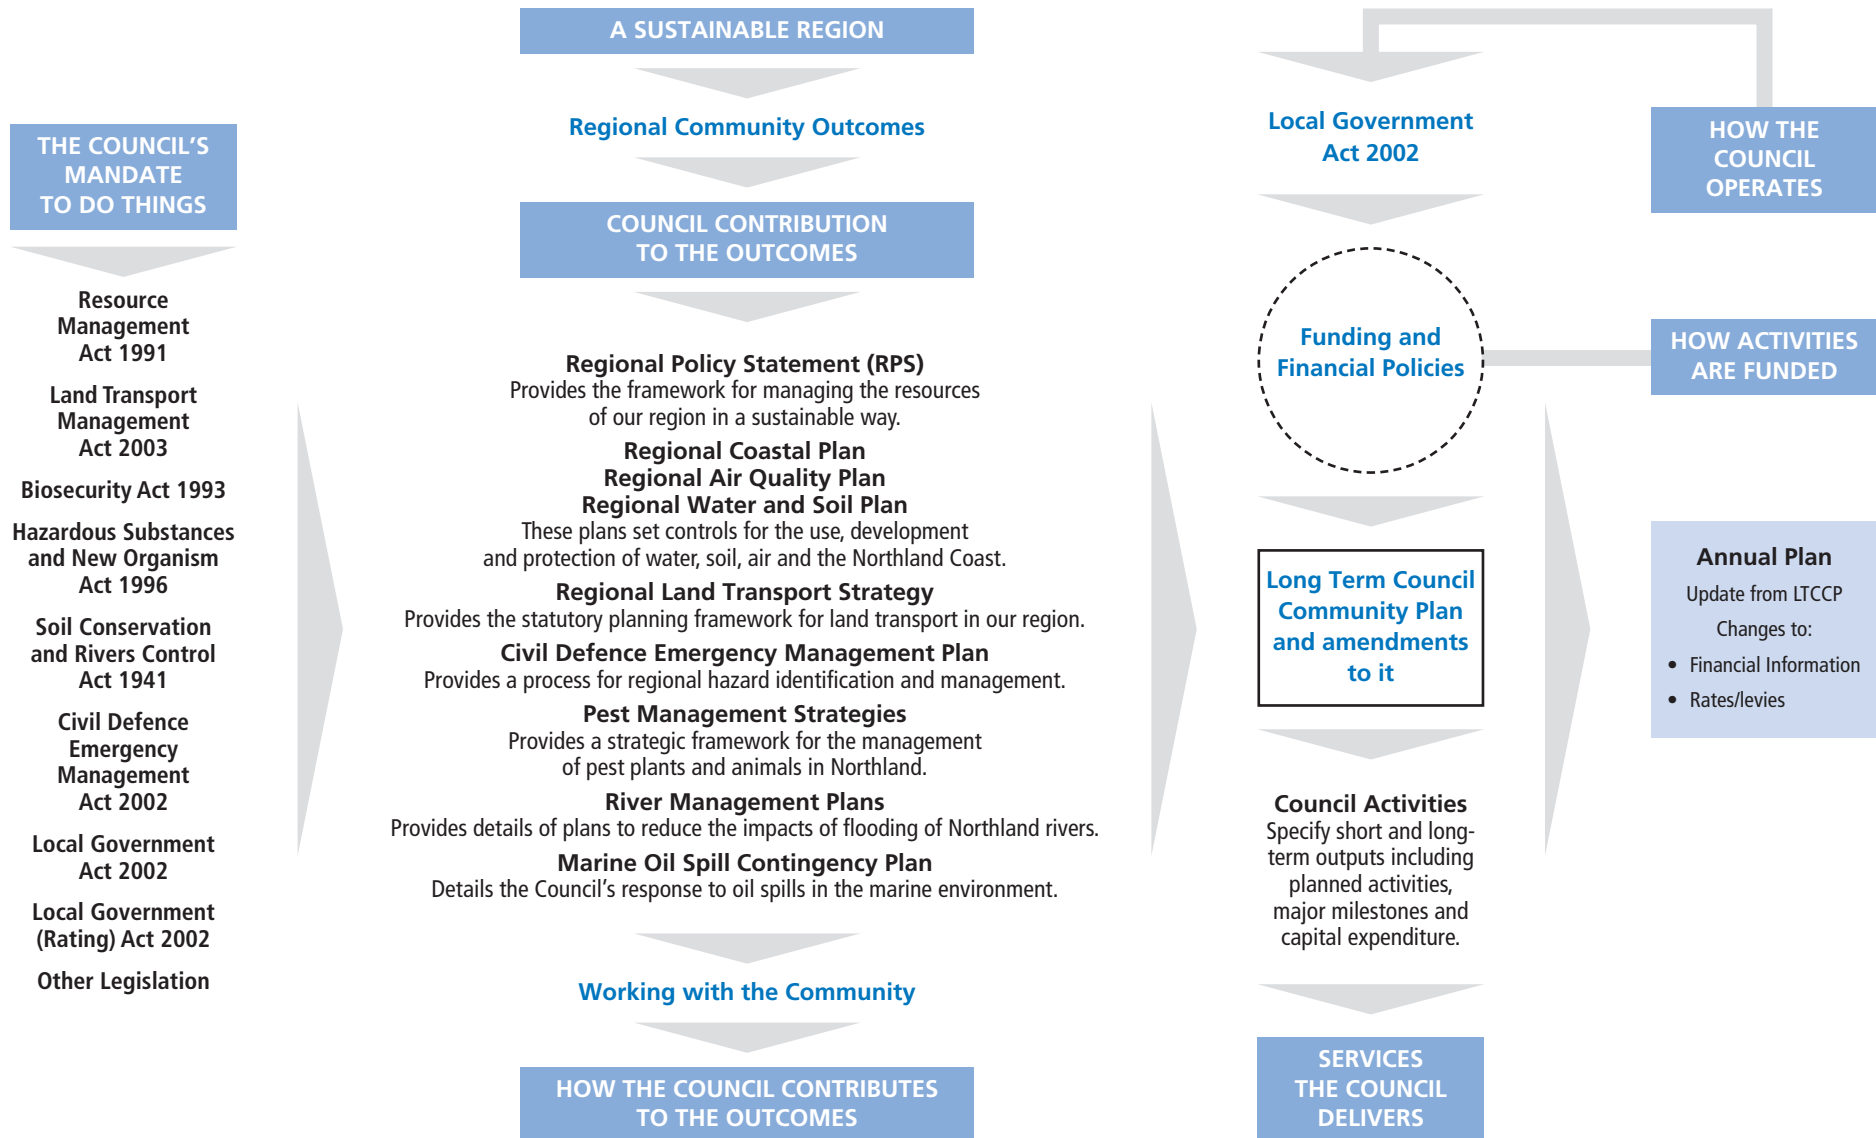 THE COUNCIL'S
MANDATE
TO DO THINGS
Resource
Management
Act 1991
Land Transport
Management
Act 2003
Biosecurity Act 1993
Hazardous Substances
and New Organism
Act 1996
Soil Conservation
and Rivers Control
Act 1941
Civil Defence
Emergency
Management
Act 2002
Local Government
Act 2002
Local Government
(Rating) Act 2002
Other Legislation
A SUSTAINABLE REGION
Regional Community Outcomes
COUNCIL CONTRIBUTION
TO THE OUTCOMES
Regional Policy Statement (RPS)
Provides the framework for managing the resources
of our region in a sustainable way.
Regional Coastal Plan
Regional Air Quality Plan
Regional Water and Soil Plan
These plans set controls for the use, development
and protection of water, soil, air and the Northland Coast.
Regional Land Transport Strategy
Provides the statutory planning framework for land transport in our region.
Civil Defence Emergency Management Plan
Provides a process for regional hazard identification and management.
Pest Management Strategies
Provides a strategic framework for the management
of pest plants and animals in Northland.
River Management Plans
Provides details of plans to reduce the impacts of flooding of Northland rivers.
Marine Oil Spill Contingency Plan
Details the Council's response to oil spills in the marine environment.
Working with the Community
HOW THE COUNCIL CONTRIBUTES
TO THE OUTCOMES
Local Government
Act 2002
Funding and
Financial Policies
Long Term Council
Community Plan
and amendments
to it
Council Activities
Specify short and long-
term outputs including
planned activities,
major milestones and
capital expenditure.
SERVICES
THE COUNCIL
DELIVERS
HOW THE
COUNCIL
OPERATES
HOW ACTIVITIES
ARE FUNDED
Annual Plan
Update from LTCCP
Changes to:
• Financial Information
• Rates/levies